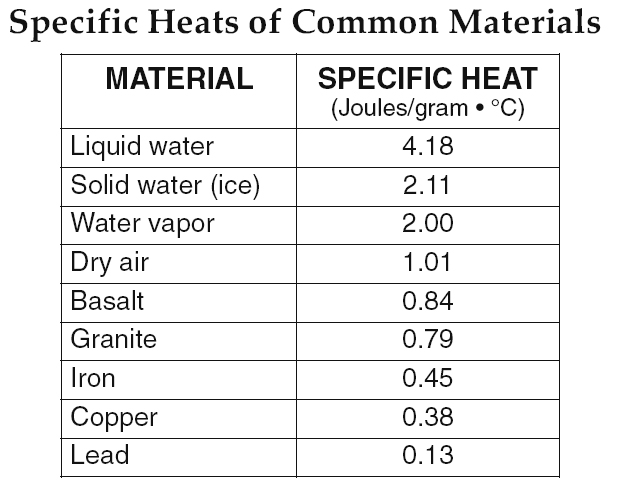 Specific Heats of Common Materials
MATERIAL SPECIFIC HEAT
(Joules/gram • °C)
Liquid water 4.18
Solid water (ice) 2.11
Water vapor 2.00
Dry air 1.01
Basalt 0.84
Granite 0.79
Iron 0.45
Copper 0.38
Lead 0.13